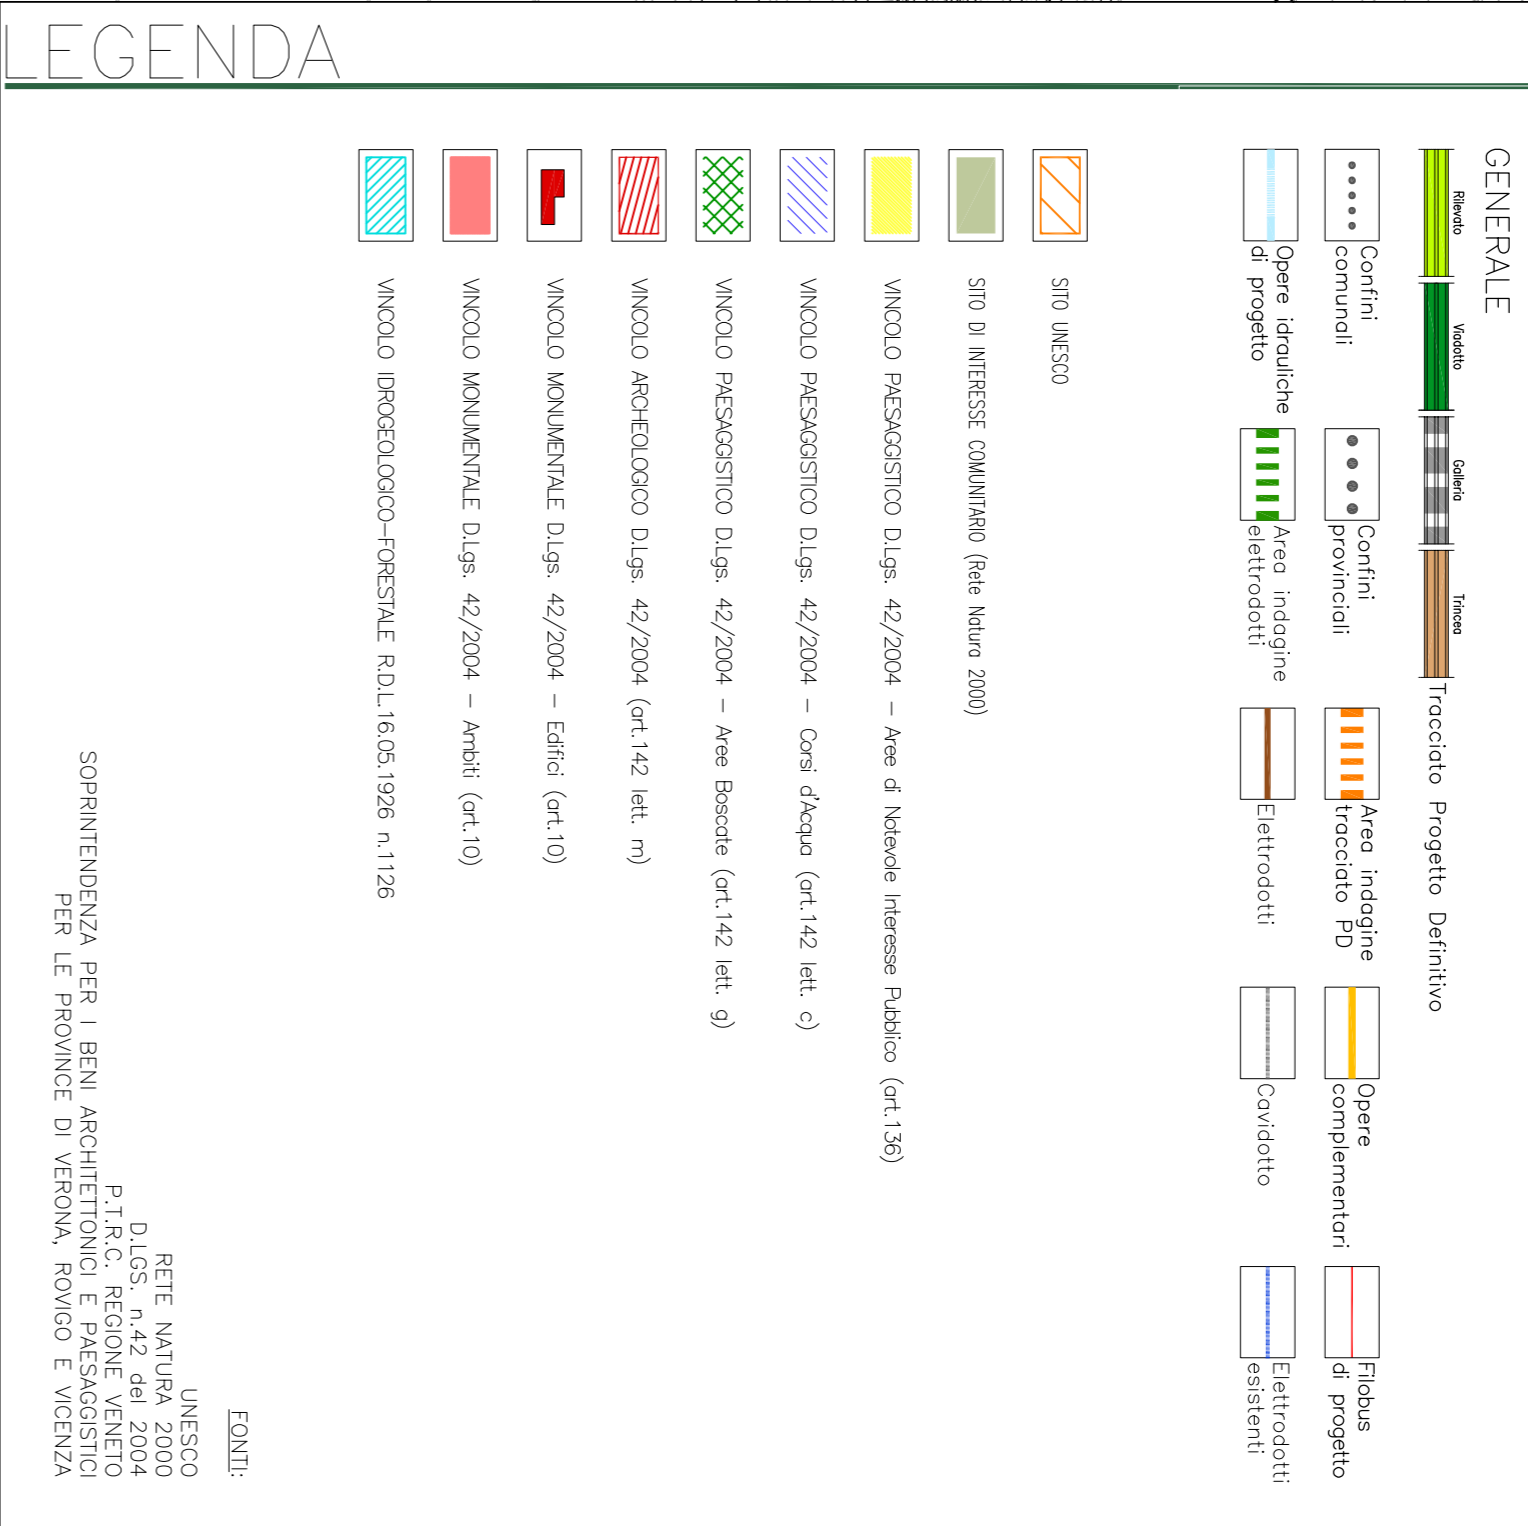 LEGENDA
GENERALE
Rilevato
Viadotto
Galleria
Trincea
Tracciato Progetto Definitivo
Confini
comunali
Confini
provinciali
Area indagine
tracciato PD
Opere
complementari
Filobus
di progetto
Opere idrauliche
di progetto
Area indagine
elettrodotti
Elettrodotti
Cavidotto
Elettrodotti
esistenti
SITO UNESCO
SITO DI INTERESSE COMUNITARIO (Rete Natura 2000)
VINCOLO PAESAGGISTICO D.Lgs. 42/2004 – Aree di Notevole Interesse Pubblico (art.136)
VINCOLO PAESAGGISTICO D.Lgs. 42/2004 – Corsi d'Acqua (art.142 lett. c)
VINCOLO PAESAGGISTICO D.Lgs. 42/2004 – Aree Boscate (art.142 lett. g)
VINCOLO ARCHEOLOGICO D.Lgs. 42/2004 (art.142 lett. m)
VINCOLO MONUMENTALE D.Lgs. 42/2004 – Edifici (art.10)
VINCOLO MONUMENTALE D.Lgs. 42/2004 – Ambiti (art.10)
VINCOLO IDROGEOLOGICO–FORESTALE R.D.L.16.05.1926 n.1126
FONTI:
UNESCO
RETE NATURA 2000
D.LGS. n.42 del 2004
P.T.R.C. REGIONE VENETO
SOPRINTENDENZA PER I BENI ARCHITETTONICI E PAESAGGISTICI
PER LE PROVINCE DI VERONA, ROVIGO E VICENZA